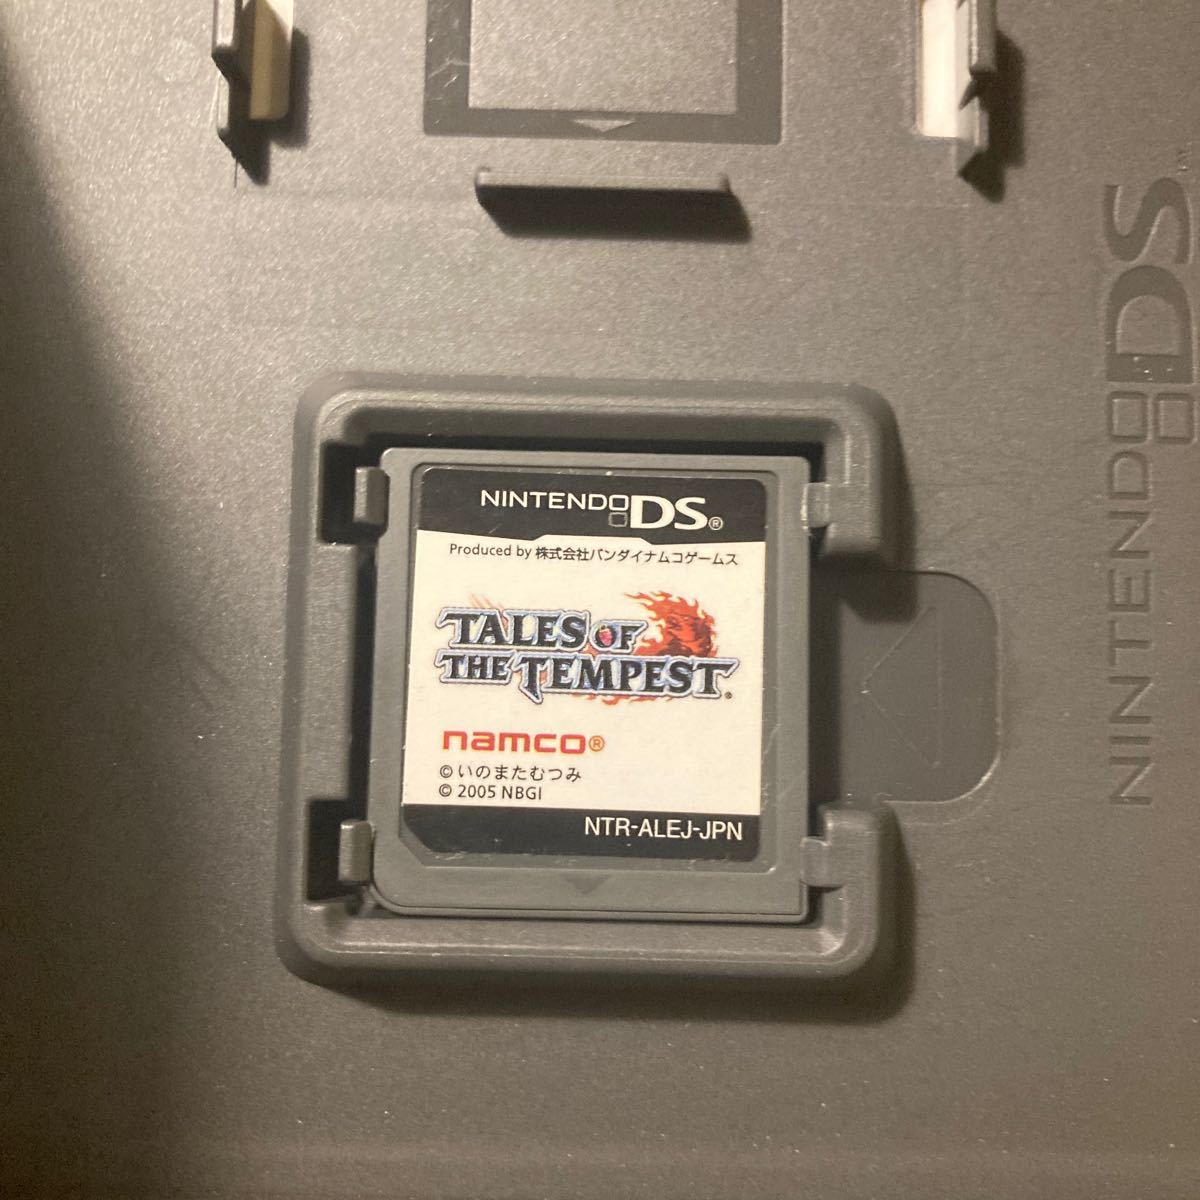 NINTENDO DS®
Produced by 株式会社バンダイナムコゲームス
TALES OF
THE TEMPEST®
namco®
©いのまたむつみ
© 2005 NBGI
NTR-ALEJ-JPN
NINTENDO DS™